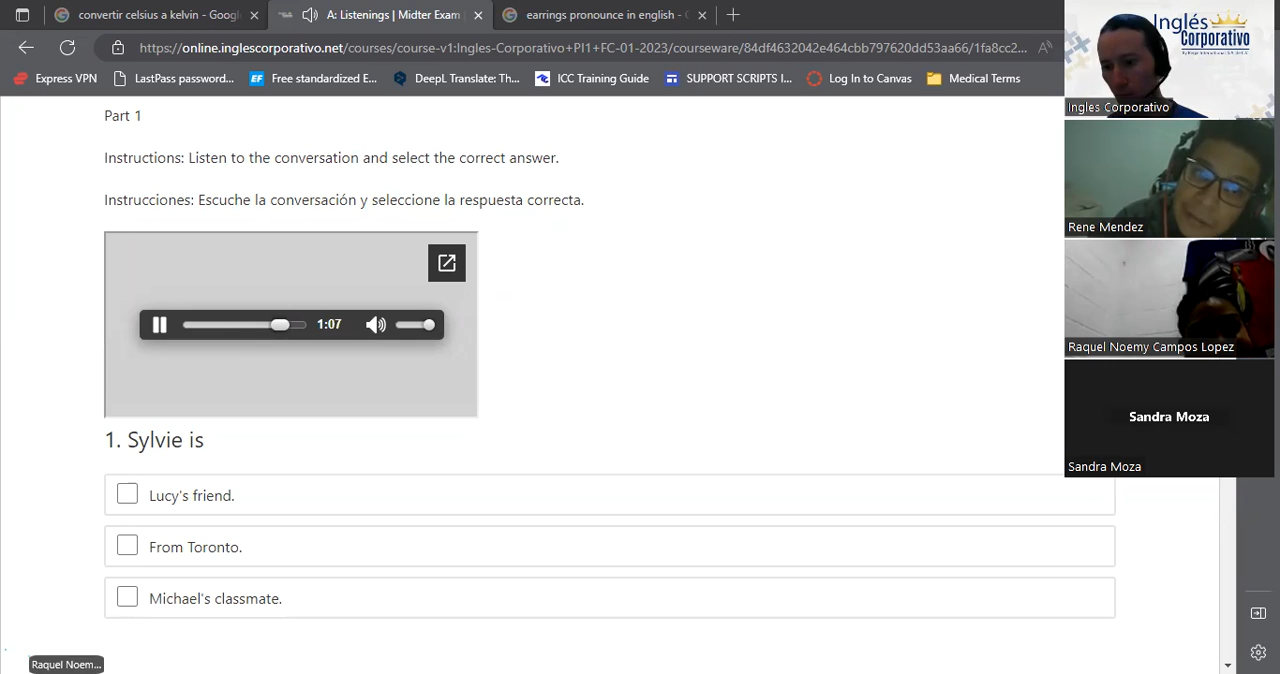 convertir celsius a kelvin - Googl
A: Listenings | Midter Exam
earrings pronounce in english - G
https://online.inglescorporativo.net/courses/course-v1:Ingles-Corporativo+PI1+FC-01-2023/courseware/84df4632042e464cbb797620dd53aa66/1fa8cc2...
Express VPN
LastPass password...
EF
Free standardized E...
DeepL Translate: Th...
ICC Training Guide
SUPPORT SCRIPTS I...
Log In to Canvas
Medical Terms
Part 1
Instructions: Listen to the conversation and select the correct answer.
Instrucciones: Escuche la conversación y seleccione la respuesta correcta.
1:07
1. Sylvie is
Lucy's friend.
From Toronto.
Michael's classmate.
Raquel Noem...
Inglés
Corporativo
Ingles Corporativo
Rene Mendez
Raquel Noemy Campos Lopez
Sandra Moza
Sandra Moza